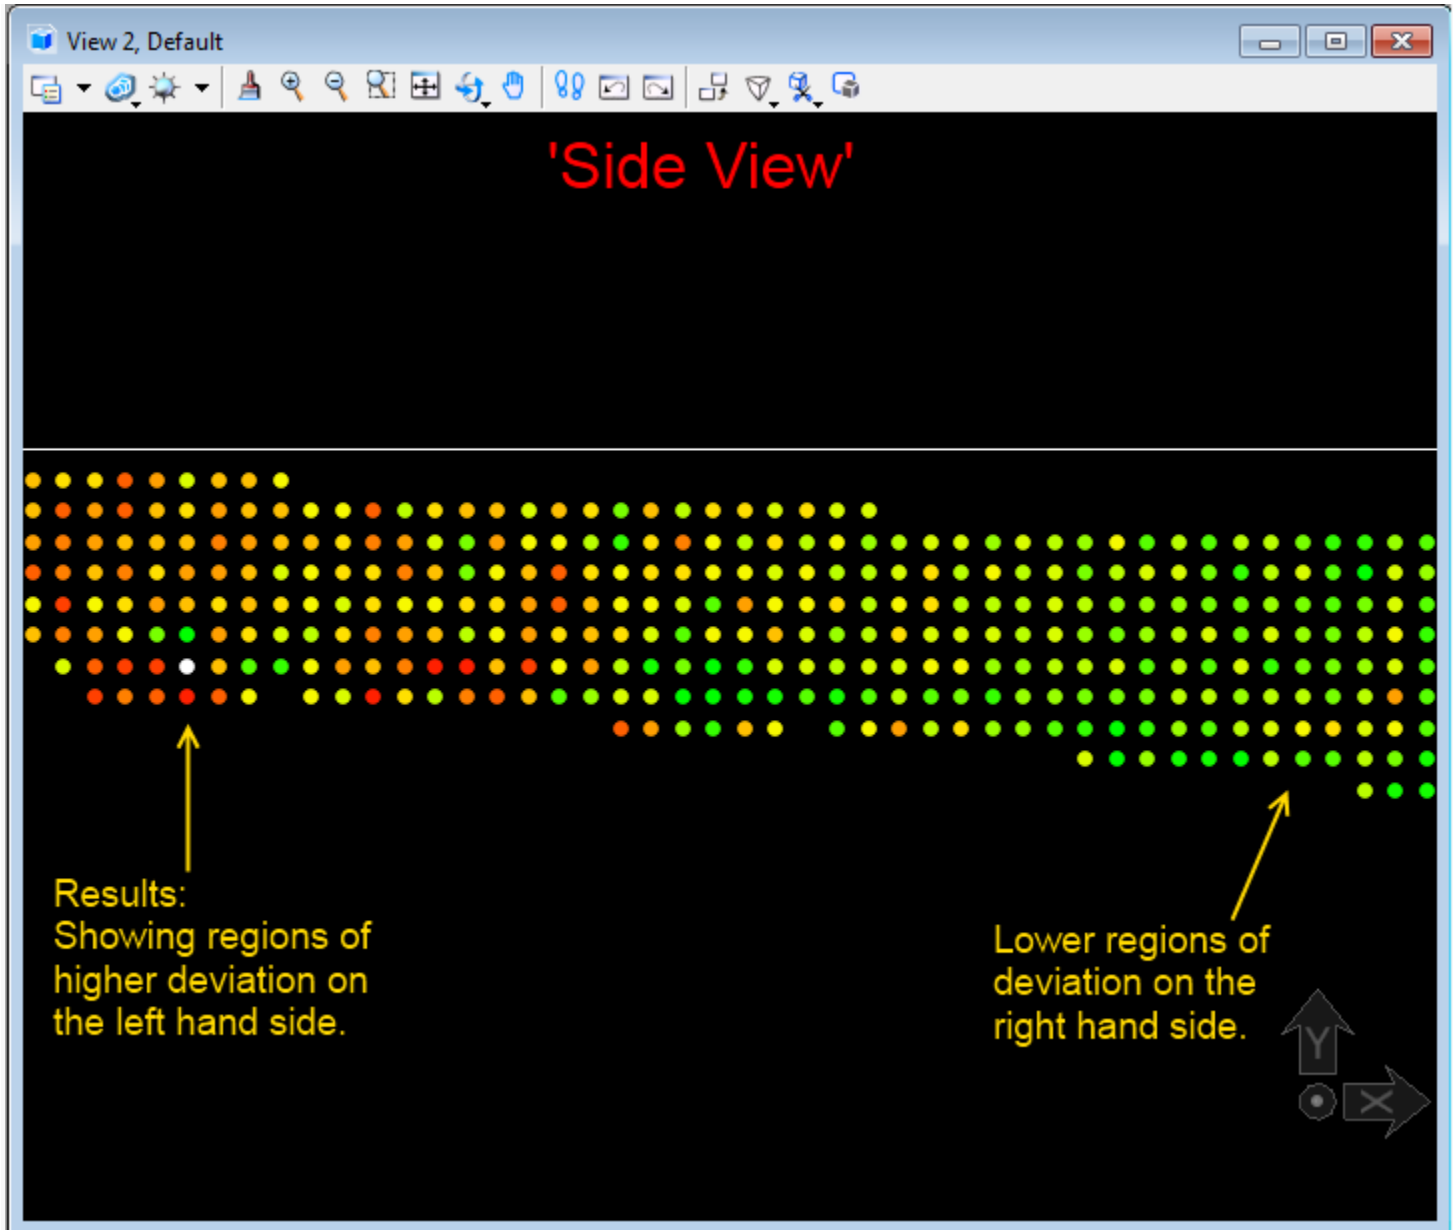 View 2, Default
'Side View'
Results:
Showing regions of
higher deviation on
the left hand side.
Lower regions of
deviation on the
right hand side.
Y
X